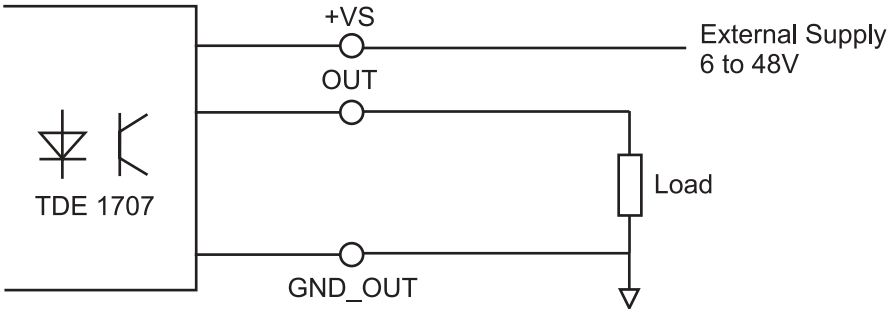 +VS
External Supply
6 to 48V
OUT
TDE 1707
Load
GND_OUT